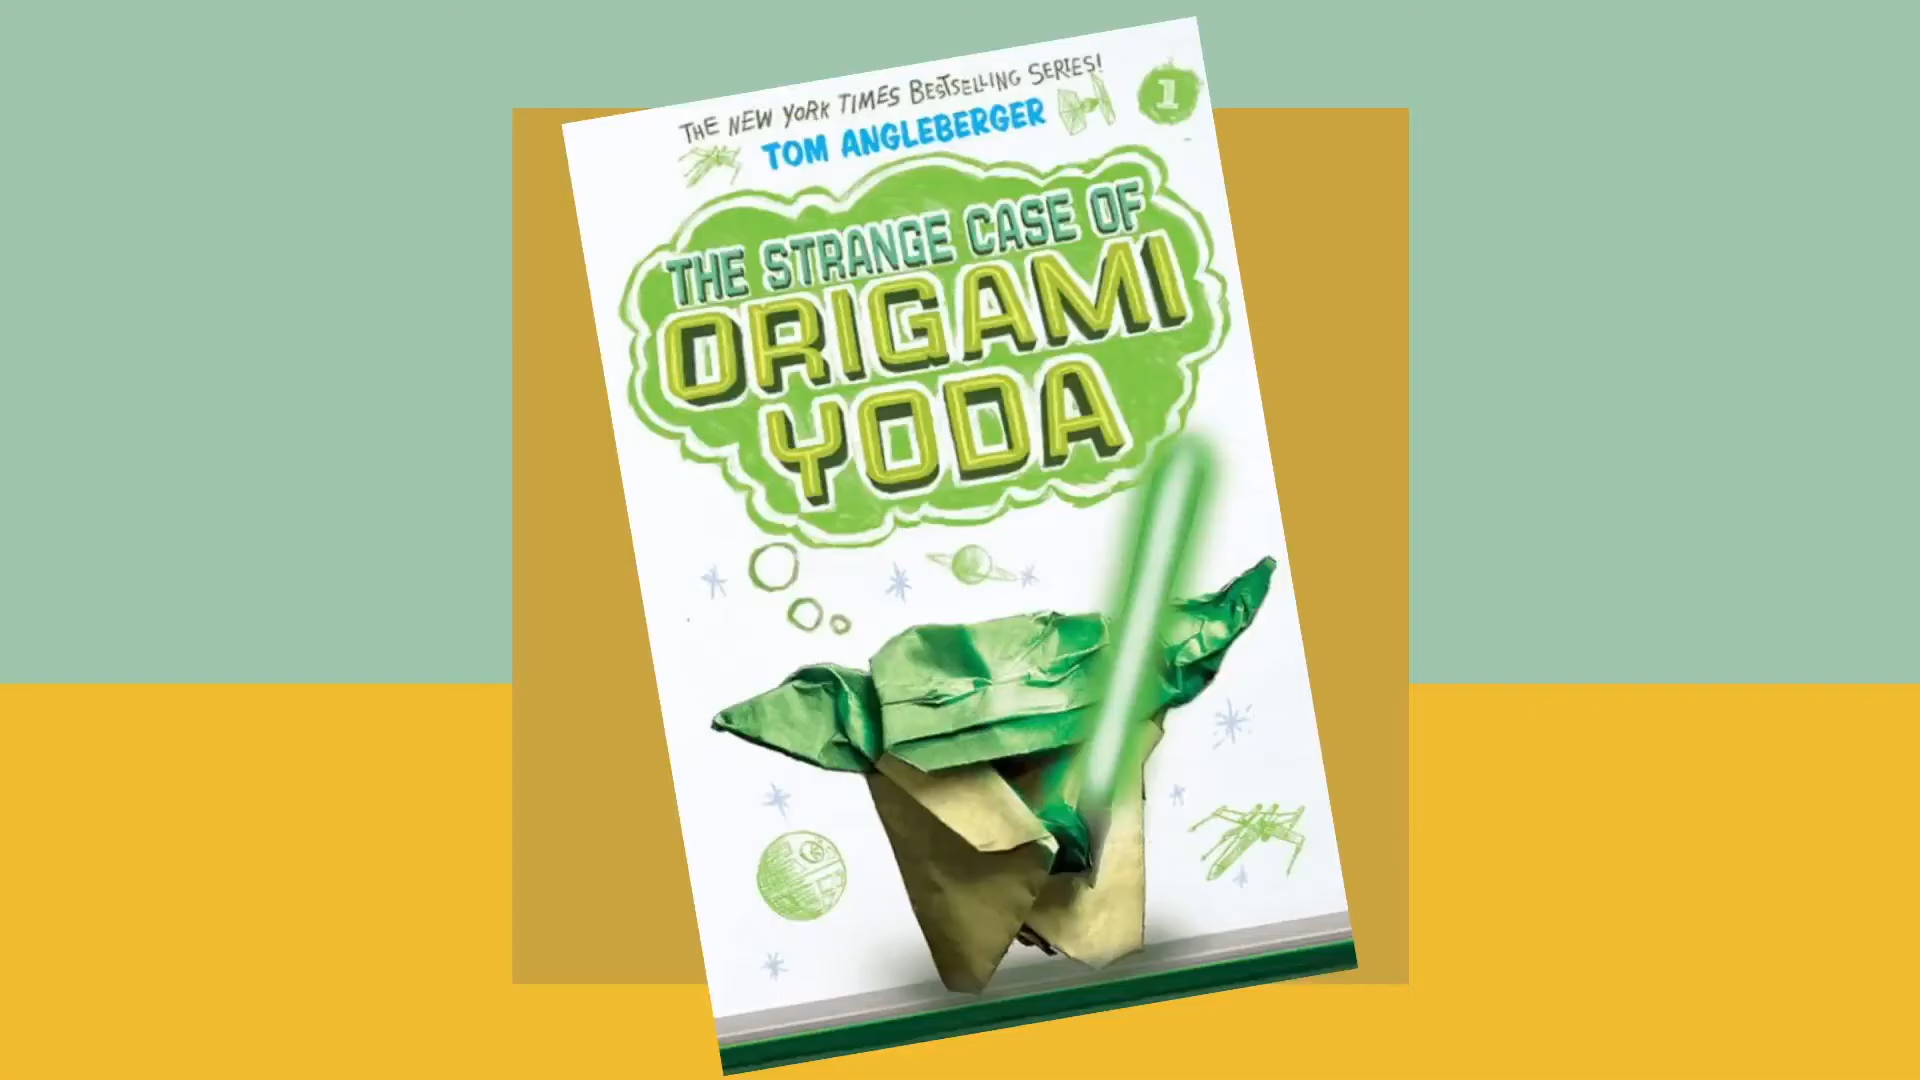 THE NEW YORK TIMES BESTSELLING SERIES!
TOM ANGLEBERGER
1
THE STRANGE CASE OF
ORIGAMI
YODA